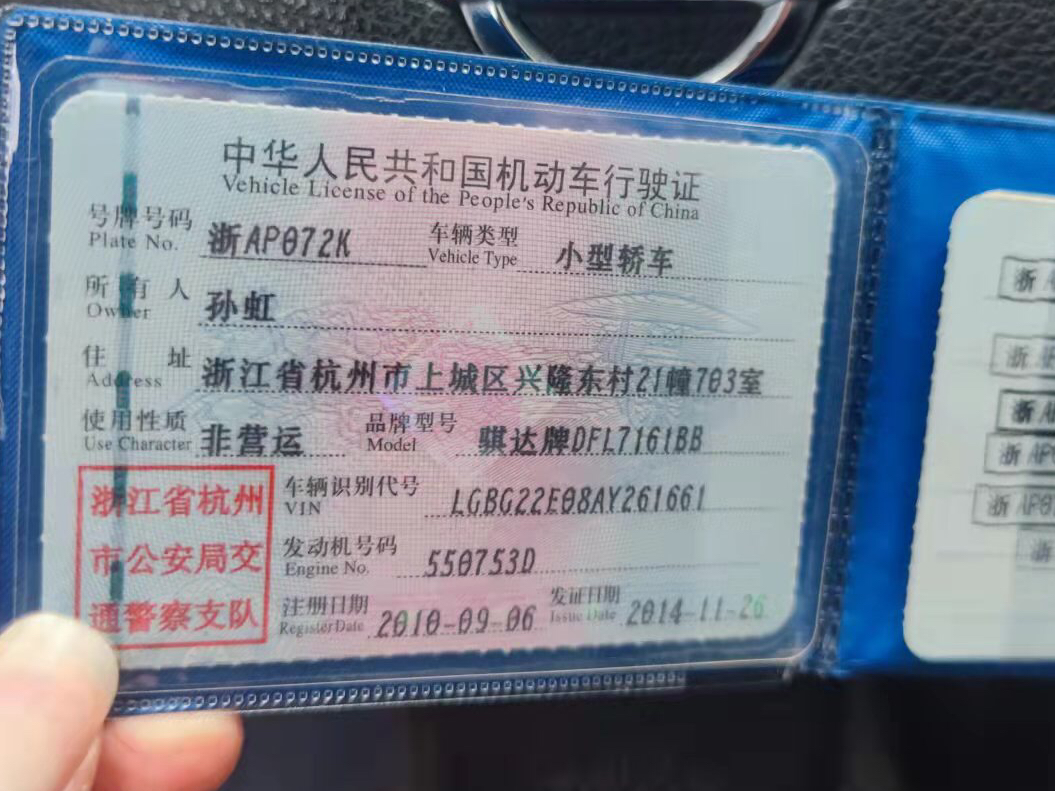 中华人民共和国机动车行驶证
Vehicle License of the People's Republic of China
号牌号码 浙AP072K 车辆类型 小型轿车
Plate No. Vehicle Type
所有人 孙虹
Owner
住址 浙江省杭州市上城区兴隆东村21幢703室
Address
使用性质 非营运 品牌型号 骐达牌DFL7161BB
Use Character Model
浙江省杭州
市公安局交
通警察支队
车辆识别代号 LGBG22E08AY261661
VIN
发动机号码 550753D
Engine No.
注册日期 2010-09-06 发证日期 2014-11-26
Register Date Issue Date
浙
浙
浙A
浙AP
浙AP0
浙